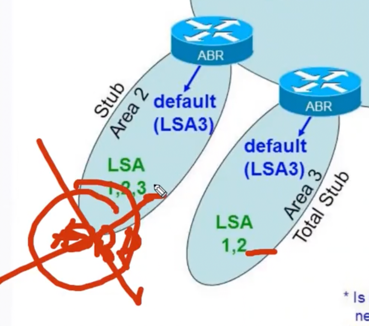 ABR
Stub
Area 2
default
(LSA3)
LSA
1,2,3
ABR
default
(LSA3)
Area 3
Total Stub
LSA
1,2
* Is
ne